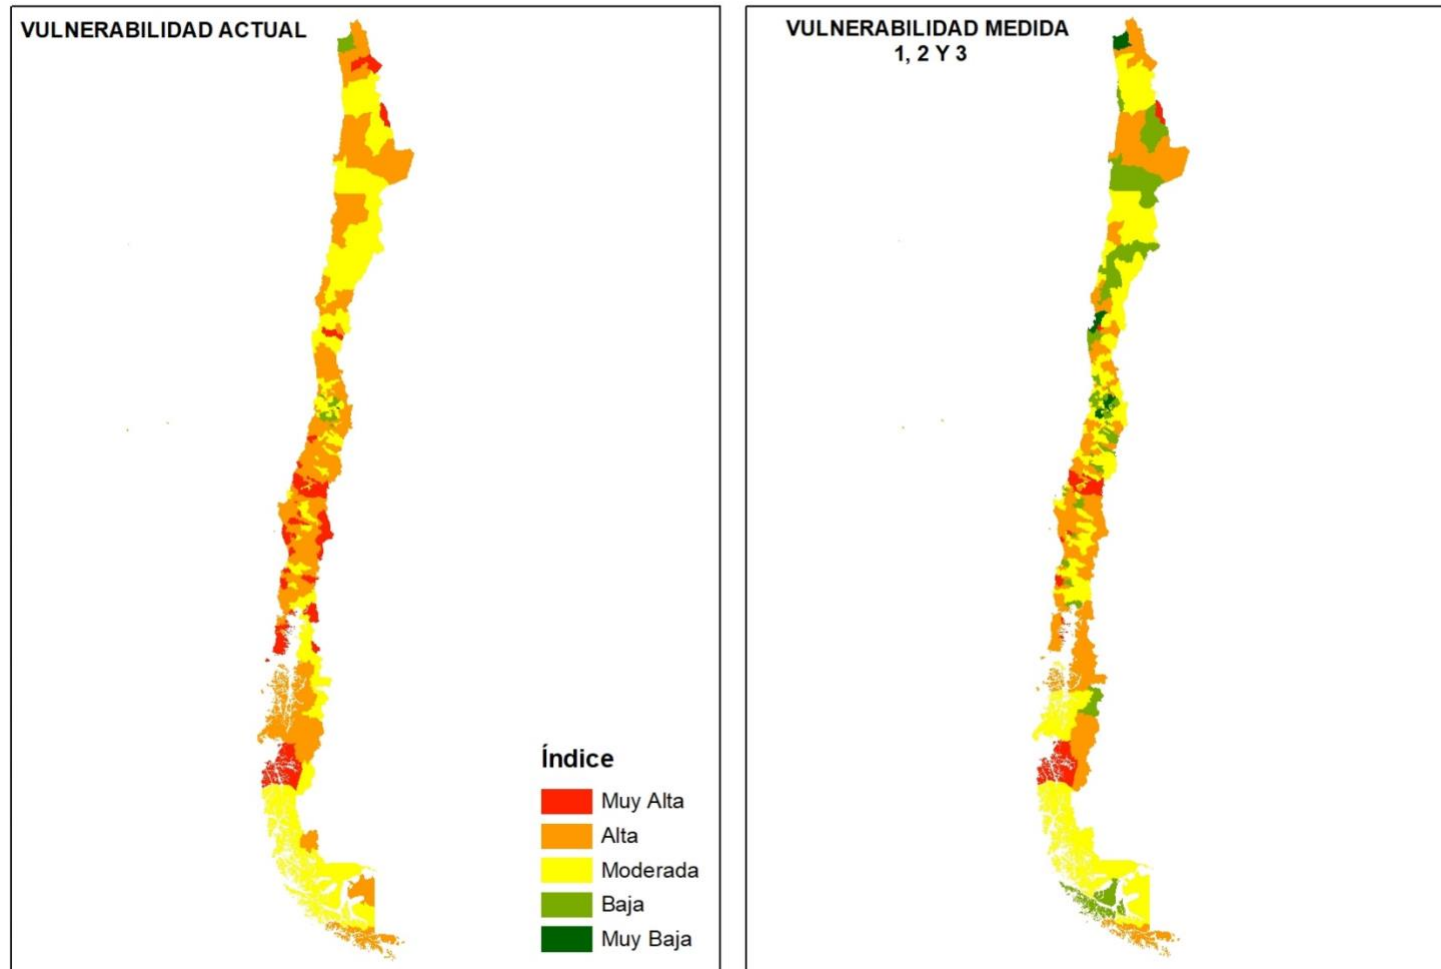 VULNERABILIDAD ACTUAL
VULNERABILIDAD MEDIDA
1, 2 Y 3
Índice
Muy Alta
Alta
Moderada
Baja
Muy Baja